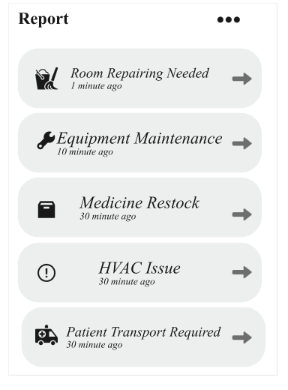 Report
Room Repairing Needed
1 minute ago
Equipment Maintenance
10 minute ago
Medicine Restock
30 minute ago
HVAC Issue
30 minute ago
Patient Transport Required
30 minute ago